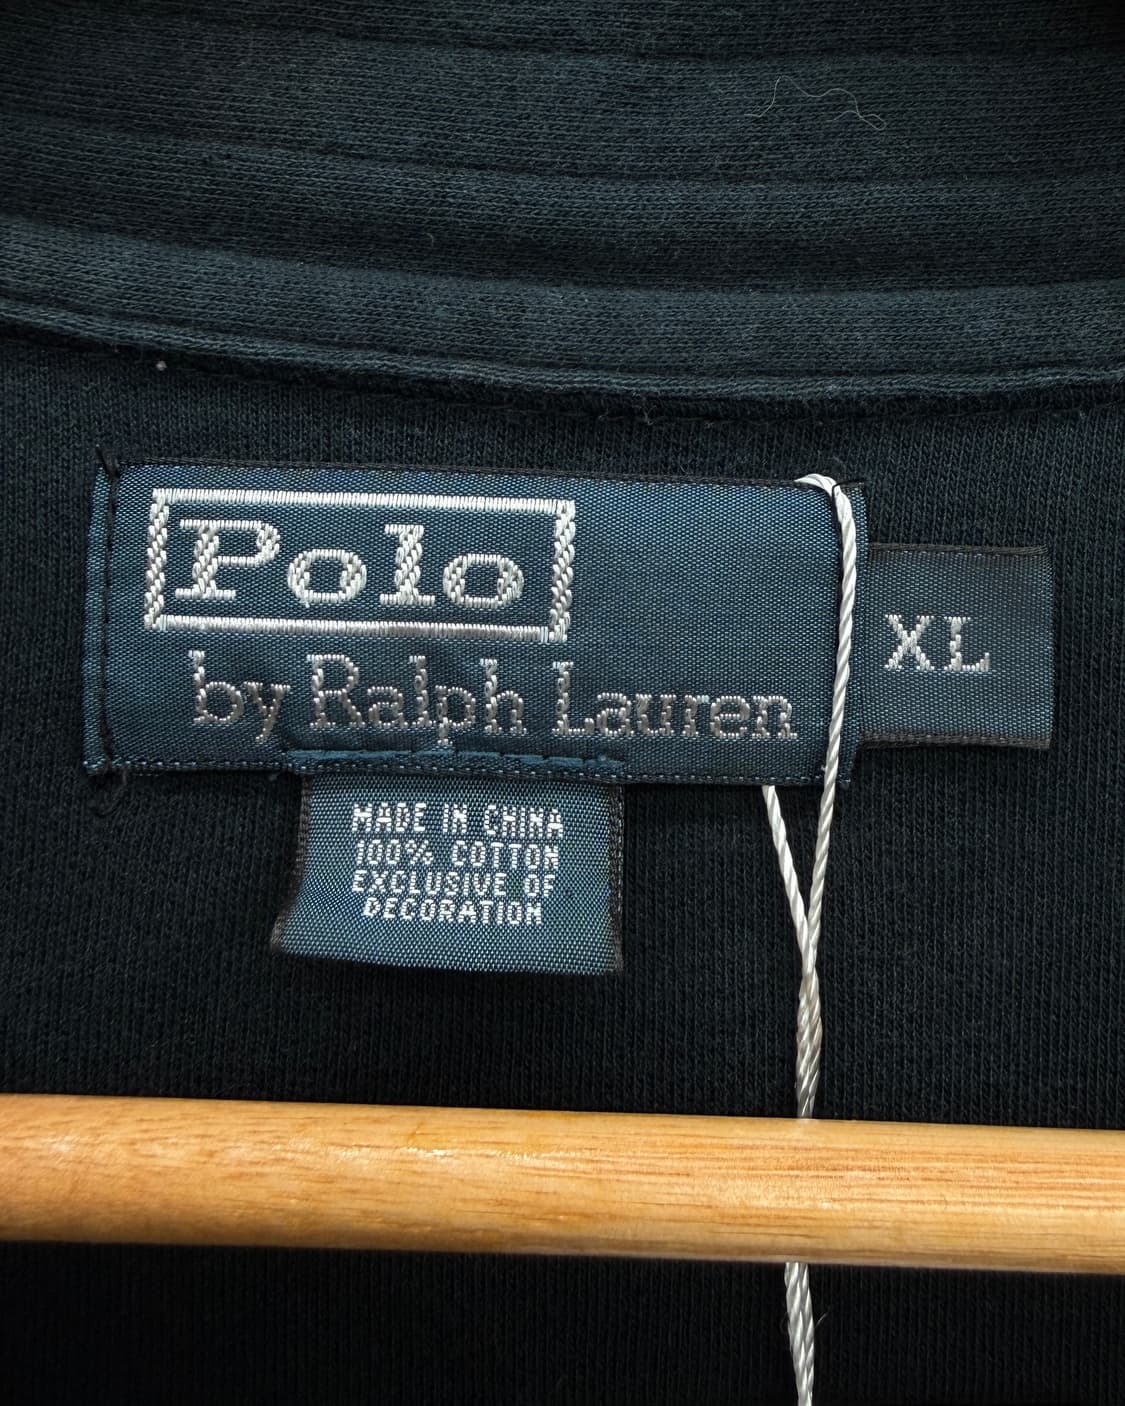 Polo
by Ralph Lauren
XL
MADE IN CHINA
100% COTTON
EXCLUSIVE OF
DECORATION